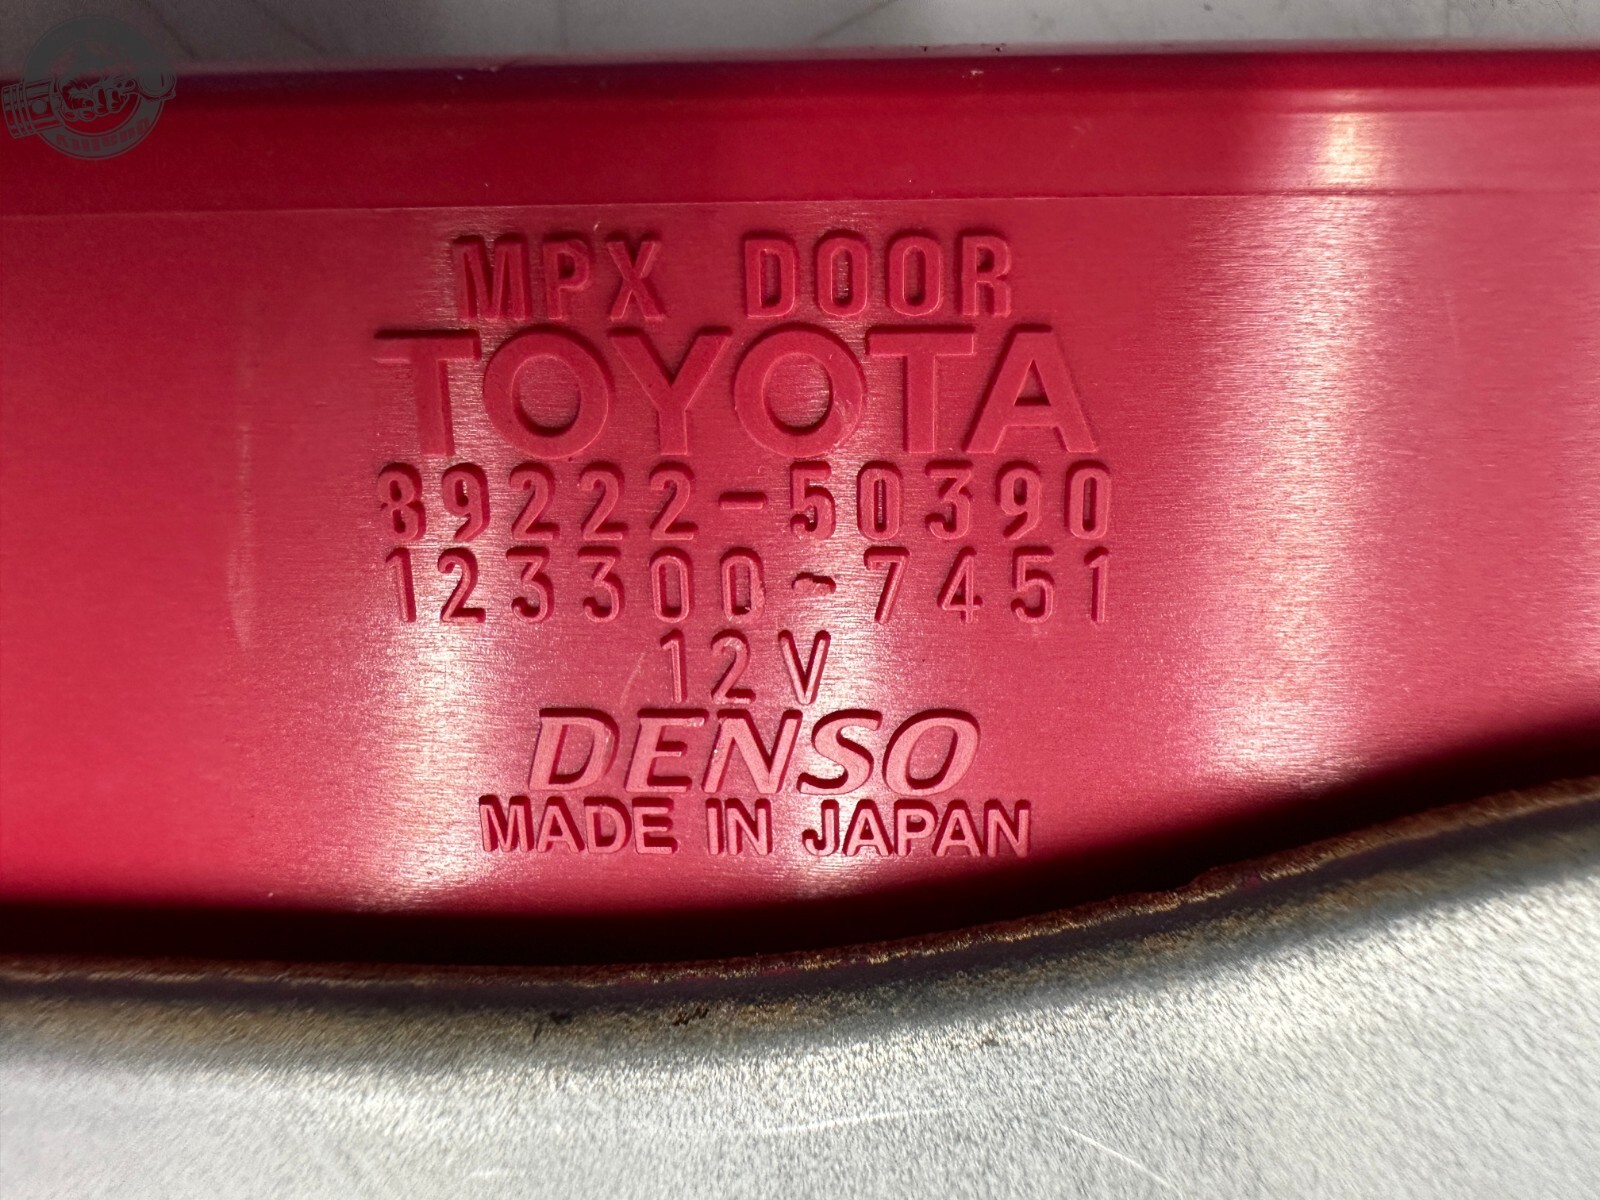 MPX DOOR
TOYOTA
89222-50390
123300-7451
12V
DENSO
MADE IN JAPAN